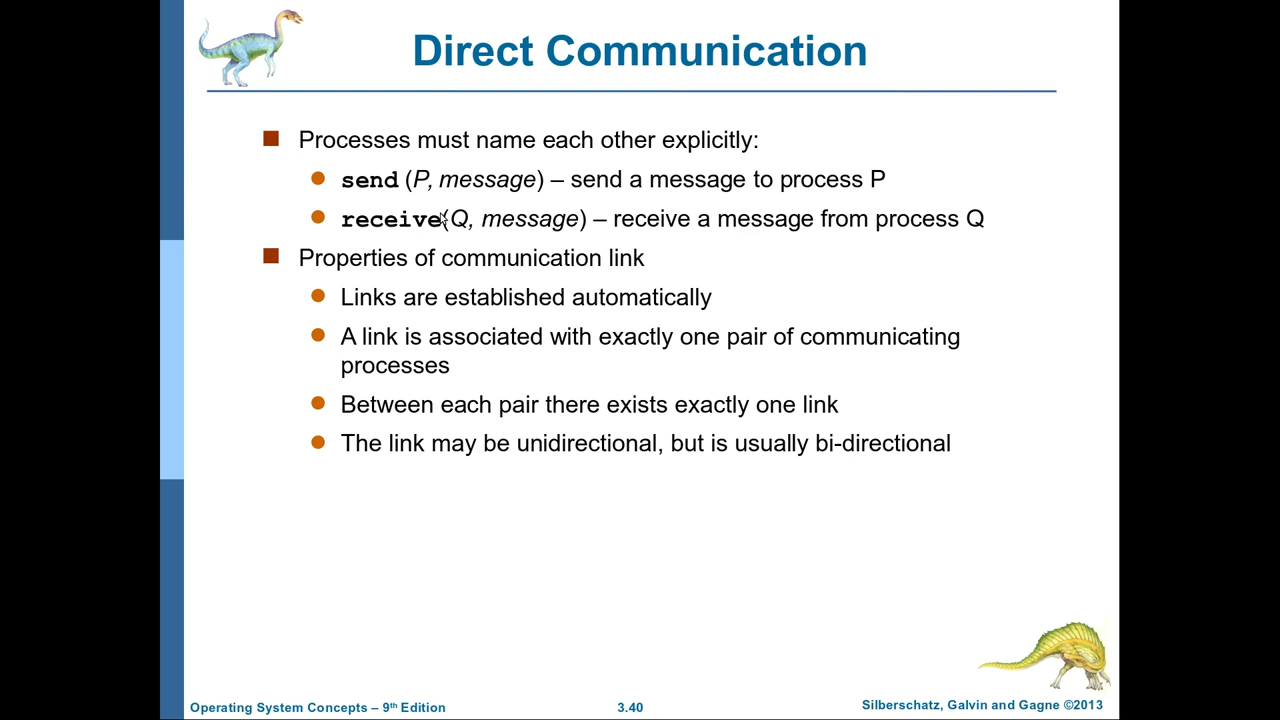 Direct Communication
Processes must name each other explicitly:
send (P, message) – send a message to process P
receive(Q, message) – receive a message from process Q
Properties of communication link
Links are established automatically
A link is associated with exactly one pair of communicating
processes
Between each pair there exists exactly one link
The link may be unidirectional, but is usually bi-directional
Operating System Concepts – 9th Edition
3.40
Silberschatz, Galvin and Gagne ©2013